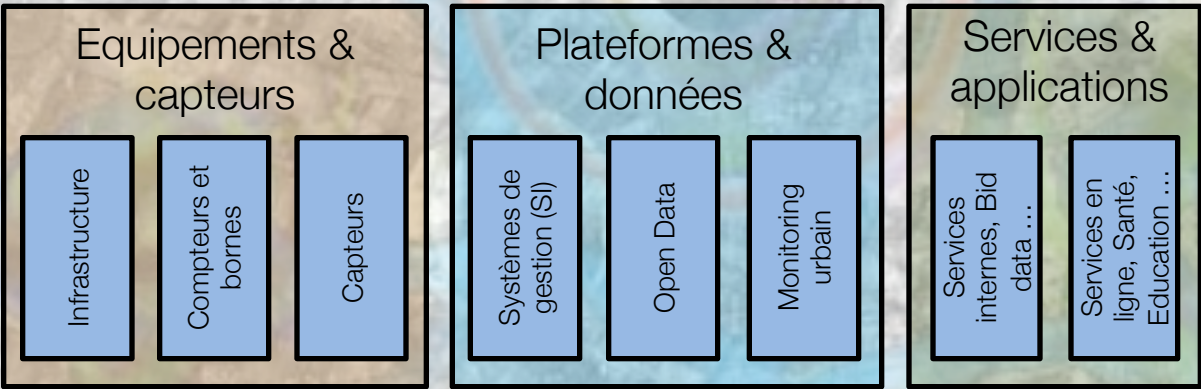 Equipements &
capteurs
Infrastructure
Compteurs et
bornes
Capteurs
Plateformes &
données
Systèmes de
gestion (SI)
Open Data
Monitoring
urbain
Services &
applications
Services
internes, Bid
data ...
Services en
ligne, Santé,
Education ...